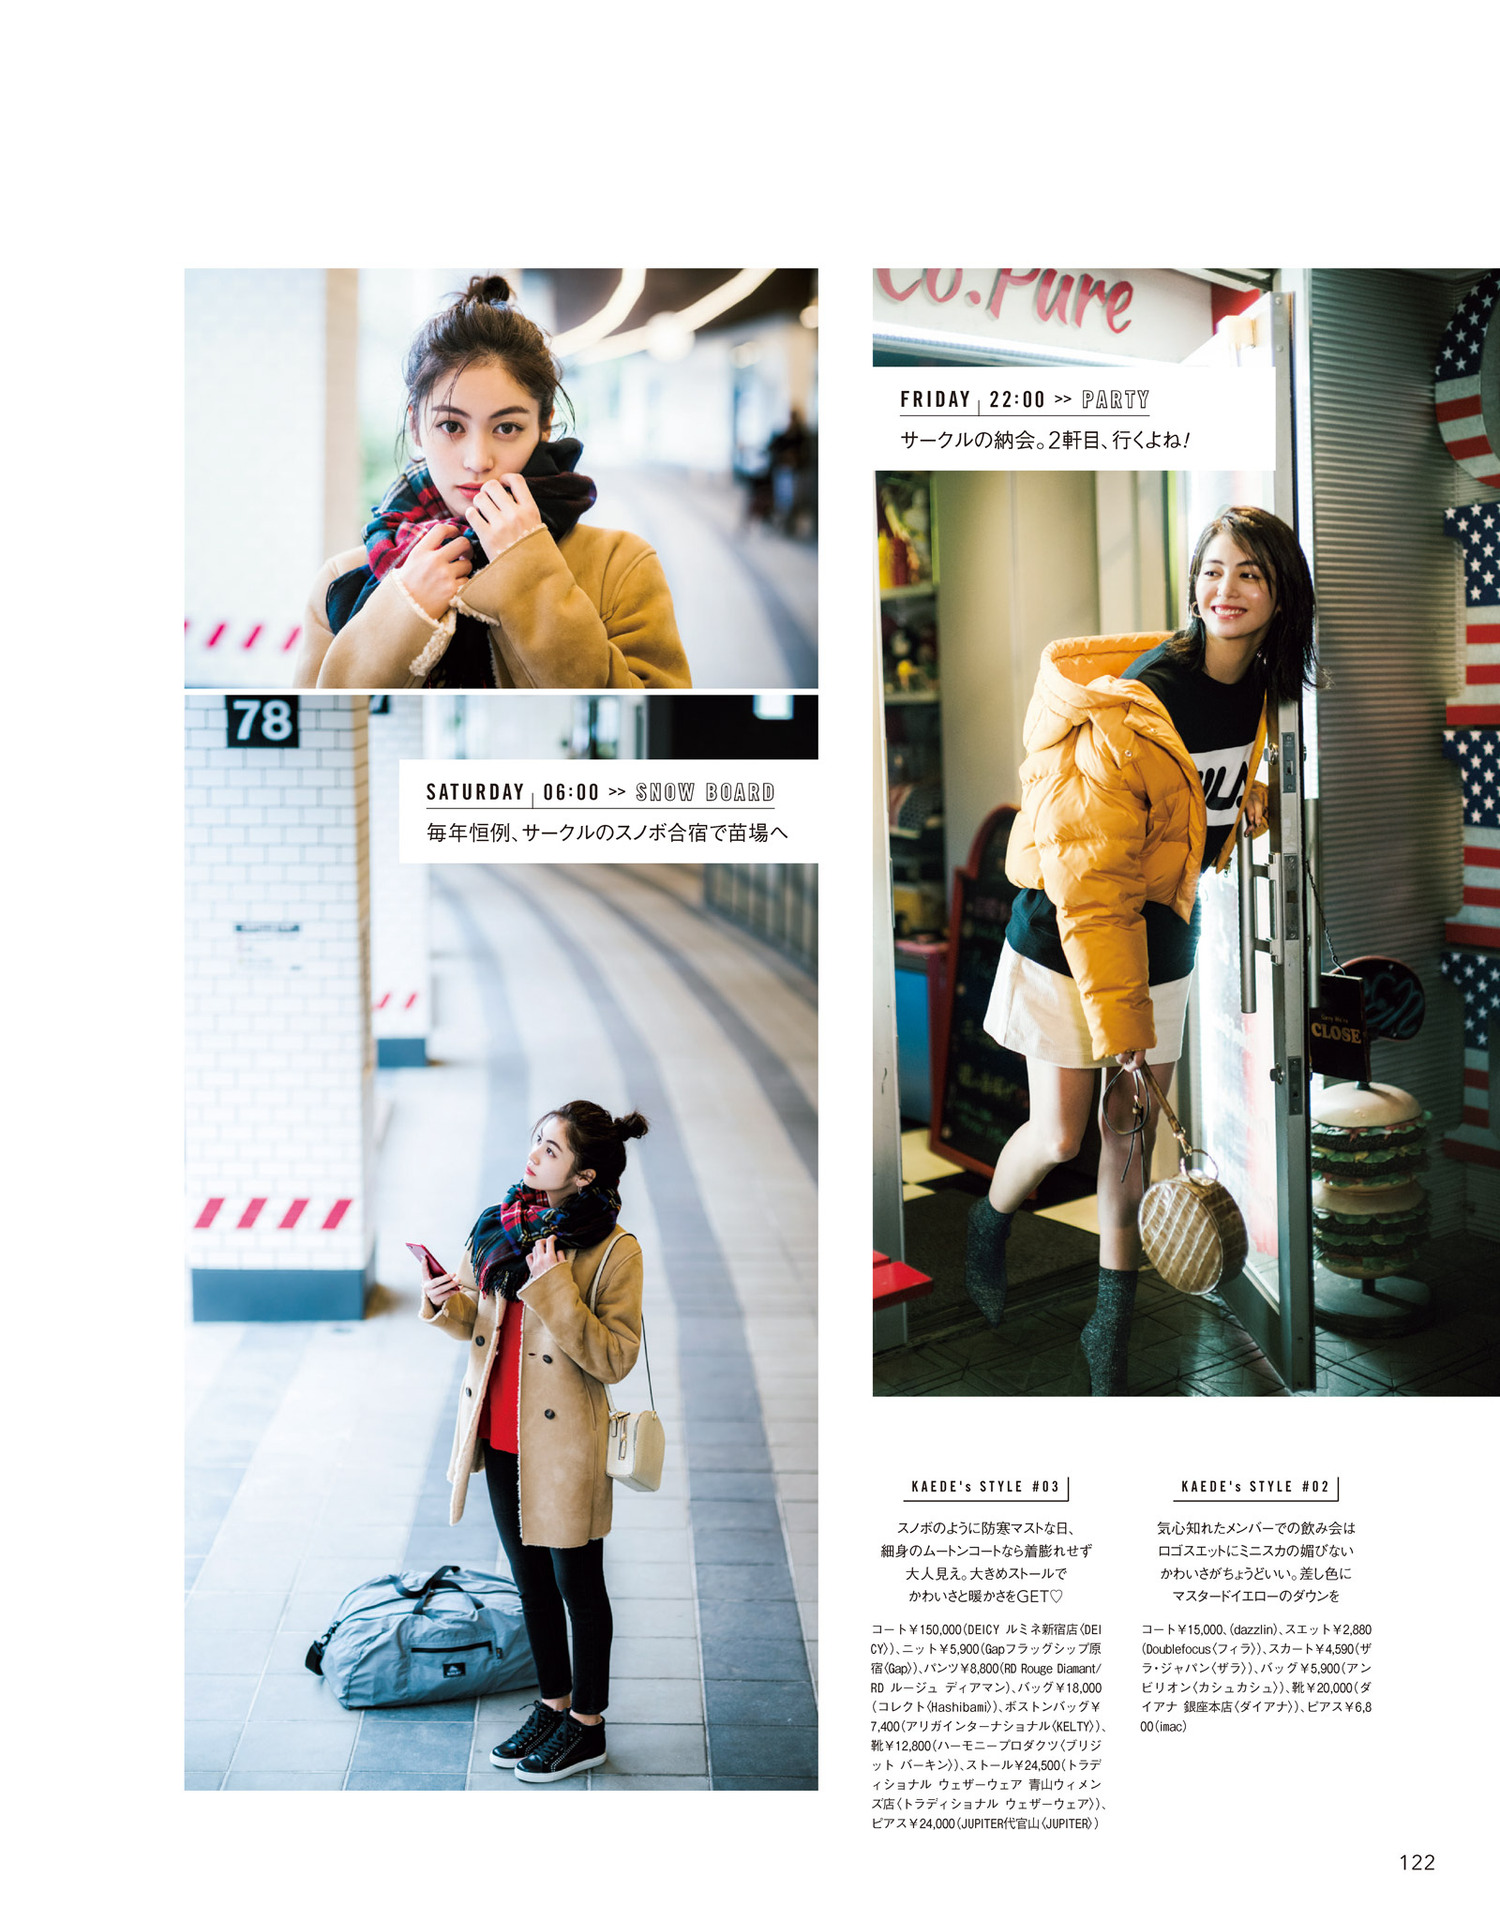 Co.Pure
FRIDAY 22:00 >> PARTY
サークルの納会。2軒目、行くよね!
78
SATURDAY 06:00 >> SNOW BOARD
毎年恒例、サークルのスノボ合宿で苗場へ
CLOSE
KAEDE's STYLE #03
スノボのように防寒マストな日、
細身のムートンコートなら着膨れせず
大人見え。大きめストールで
かわいさと暖かさをGET♡
コート¥150,000(DEICY ルミネ新宿店〈DEI
CY〉)、ニット¥5,900(Gapフラッグシップ原
宿〈Gap〉)、パンツ¥8,800(RD Rouge Diamant/
RD ルージュ ディアマン)、バッグ¥18,000
(コレクト〈Hashibami〉)、ボストンバッグ¥
7,400(アリガインターナショナル〈KELTY〉)、
靴¥12,800(ハーモニープロダクツ〈ブリジ
ット バーキン〉)、ストール¥24,500(トラデ
ィショナル ウェザーウェア 青山ウィメン
ズ店〈トラディショナル ウェザーウェア〉)、
ピアス¥24,000(JUPITER代官山〈JUPITER〉)
KAEDE's STYLE #02
気心知れたメンバーでの飲み会は
ロゴスエットにミニスカの媚びない
かわいさがちょうどいい。差し色に
マスタードイエローのダウンを
コート¥15,000、(dazzlin)、スエット¥2,880
(Doublefocus〈フィラ〉)、スカート¥4,590(ザ
ラ・ジャパン〈ザラ〉)、バッグ¥5,900(アン
ビリオン〈カシュカシュ〉)、靴¥20,000(ダ
イアナ 銀座本店〈ダイアナ〉)、ピアス¥6,8
00(imac)
122